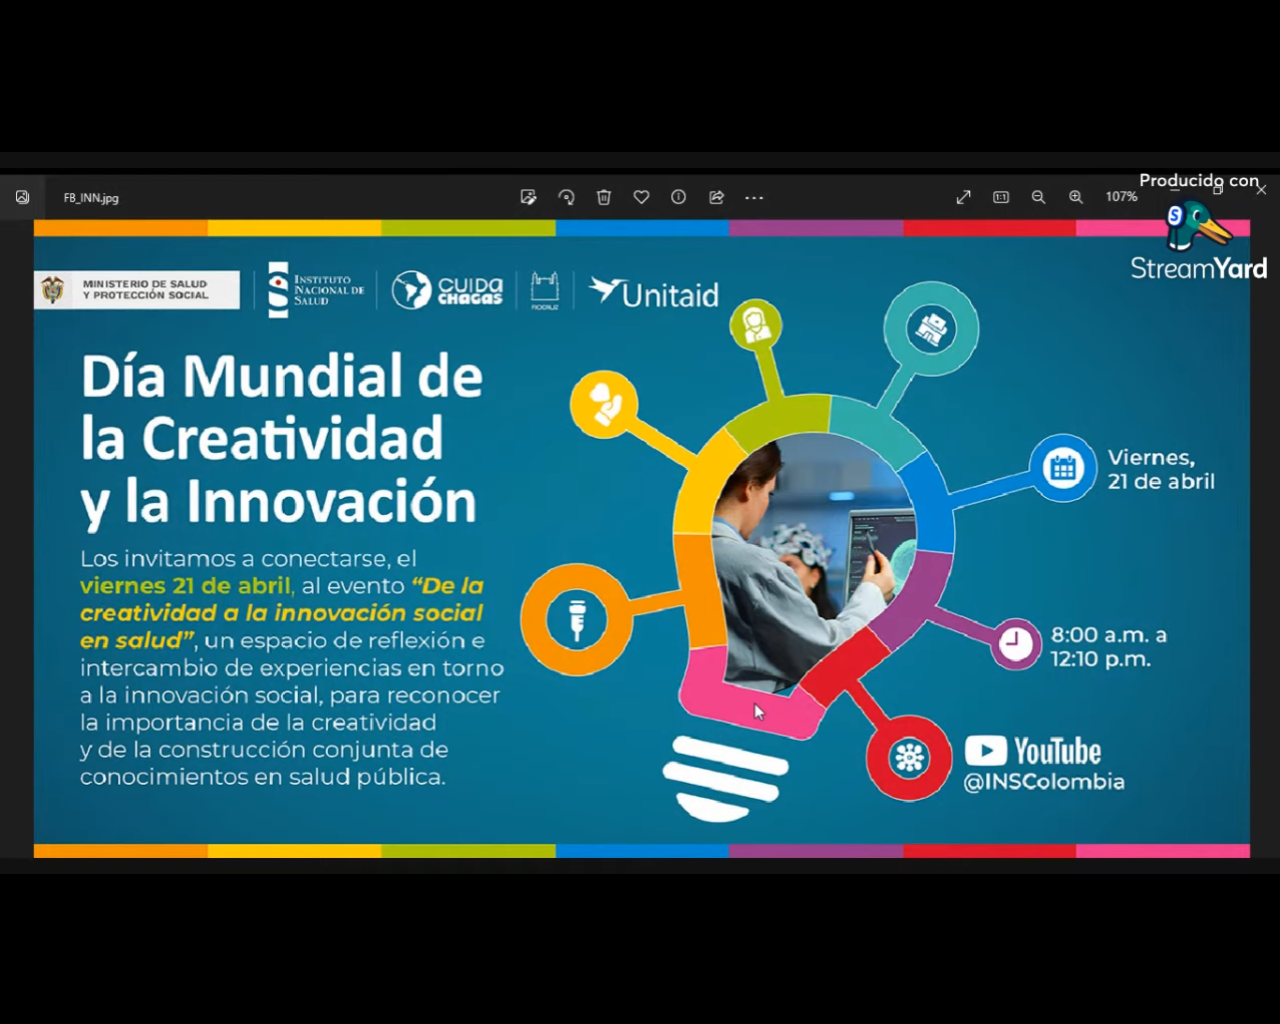 FB_INN.jpg
107%
Producido con
StreamYard
MINISTERIO DE SALUD
Y PROTECCIÓN SOCIAL
INSTITUTO
NACIONAL DE
SALUD
CUIDA
CHAGAS
FIOCRUZ
Unitaid
Día Mundial de
la Creatividad
y la Innovación
Los invitamos a conectarse, el
viernes 21 de abril, al evento “De la
creatividad a la innovación social
en salud”, un espacio de reflexión e
intercambio de experiencias en torno
a la innovación social, para reconocer
la importancia de la creatividad
y de la construcción conjunta de
conocimientos en salud pública.
Viernes,
21 de abril
8:00 a.m. a
12:10 p.m.
YouTube
@INSColombia